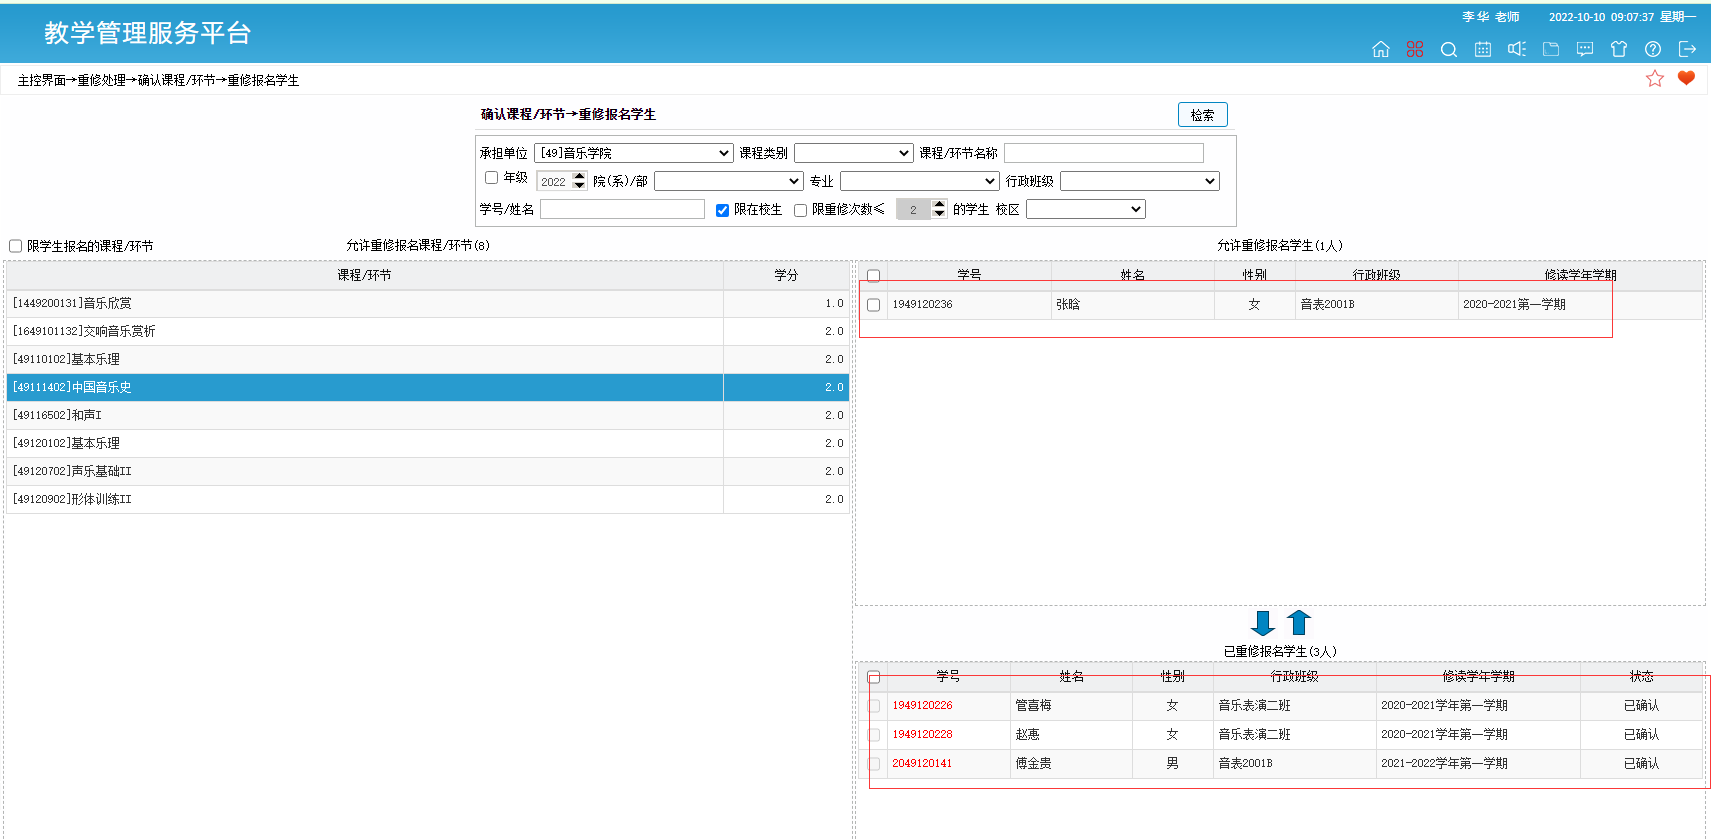 教学管理服务平台
李华 老师 2022-10-10 09:07:37 星期一
主控界面→重修处理→确认课程/环节→重修报名学生
确认课程/环节→重修报名学生 检索
承担单位 [49]音乐学院 课程类别 课程/环节名称
年级 2022 院(系)/部 专业 行政班级
学号/姓名 限在校生 限重修次数≤ 2 的学生 校区
限学生报名的课程/环节 允许重修报名课程/环节(8)
课程/环节 学分
[1449200131]音乐欣赏 1.0
[1649101132]交响音乐赏析 2.0
[49110102]基本乐理 2.0
[49111402]中国音乐史 2.0
[49116502]和声I 2.0
[49120102]基本乐理 2.0
[49120702]声乐基础II 2.0
[49120902]形体训练II 2.0
允许重修报名学生(1人)
学号 姓名 性别 行政班级 修读学年学期
1949120236 张晗 女 音表2001B 2020-2021第一学期
已重修报名学生(3人)
学号 姓名 性别 行政班级 修读学年学期 状态
1949120226 管喜梅 女 音乐表演二班 2020-2021学年第一学期 已确认
1949120228 赵惠 女 音乐表演二班 2020-2021学年第一学期 已确认
2049120141 傅金贵 男 音表2001B 2021-2022学年第一学期 已确认